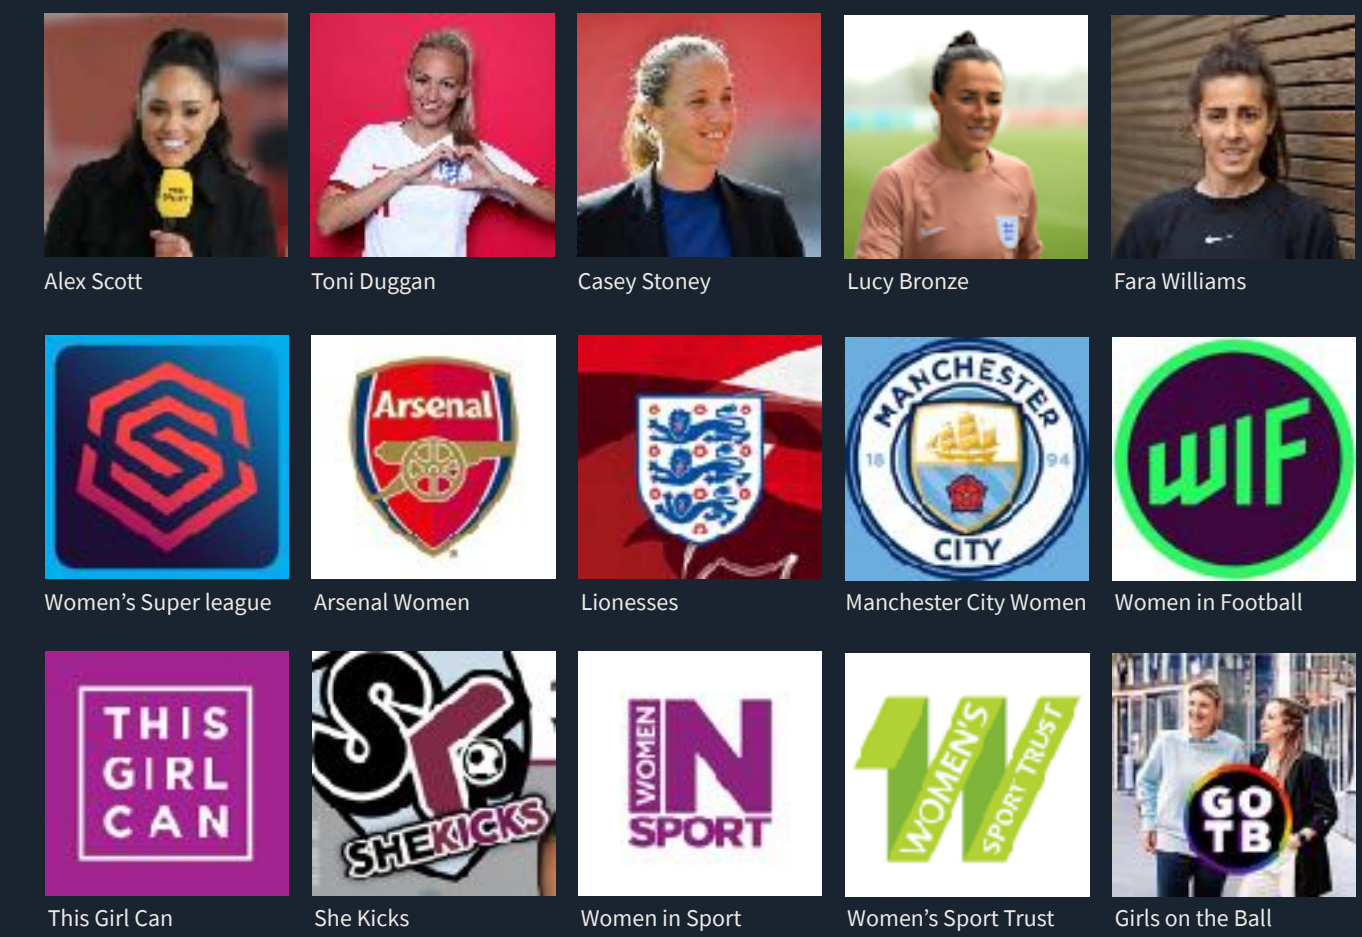 Alex Scott
Toni Duggan
Casey Stoney
Lucy Bronze
Fara Williams
Arsenal
MANCHESTER
18 94
CITY
WIF
Women’s Super league
Arsenal Women
Lionesses
Manchester City Women
Women in Football
THIS
GIRL
CAN
SHEKICKS
WOMEN
IN
SPORT
WOMEN'S
SPORT TRUST
GO
TB
This Girl Can
She Kicks
Women in Sport
Women’s Sport Trust
Girls on the Ball